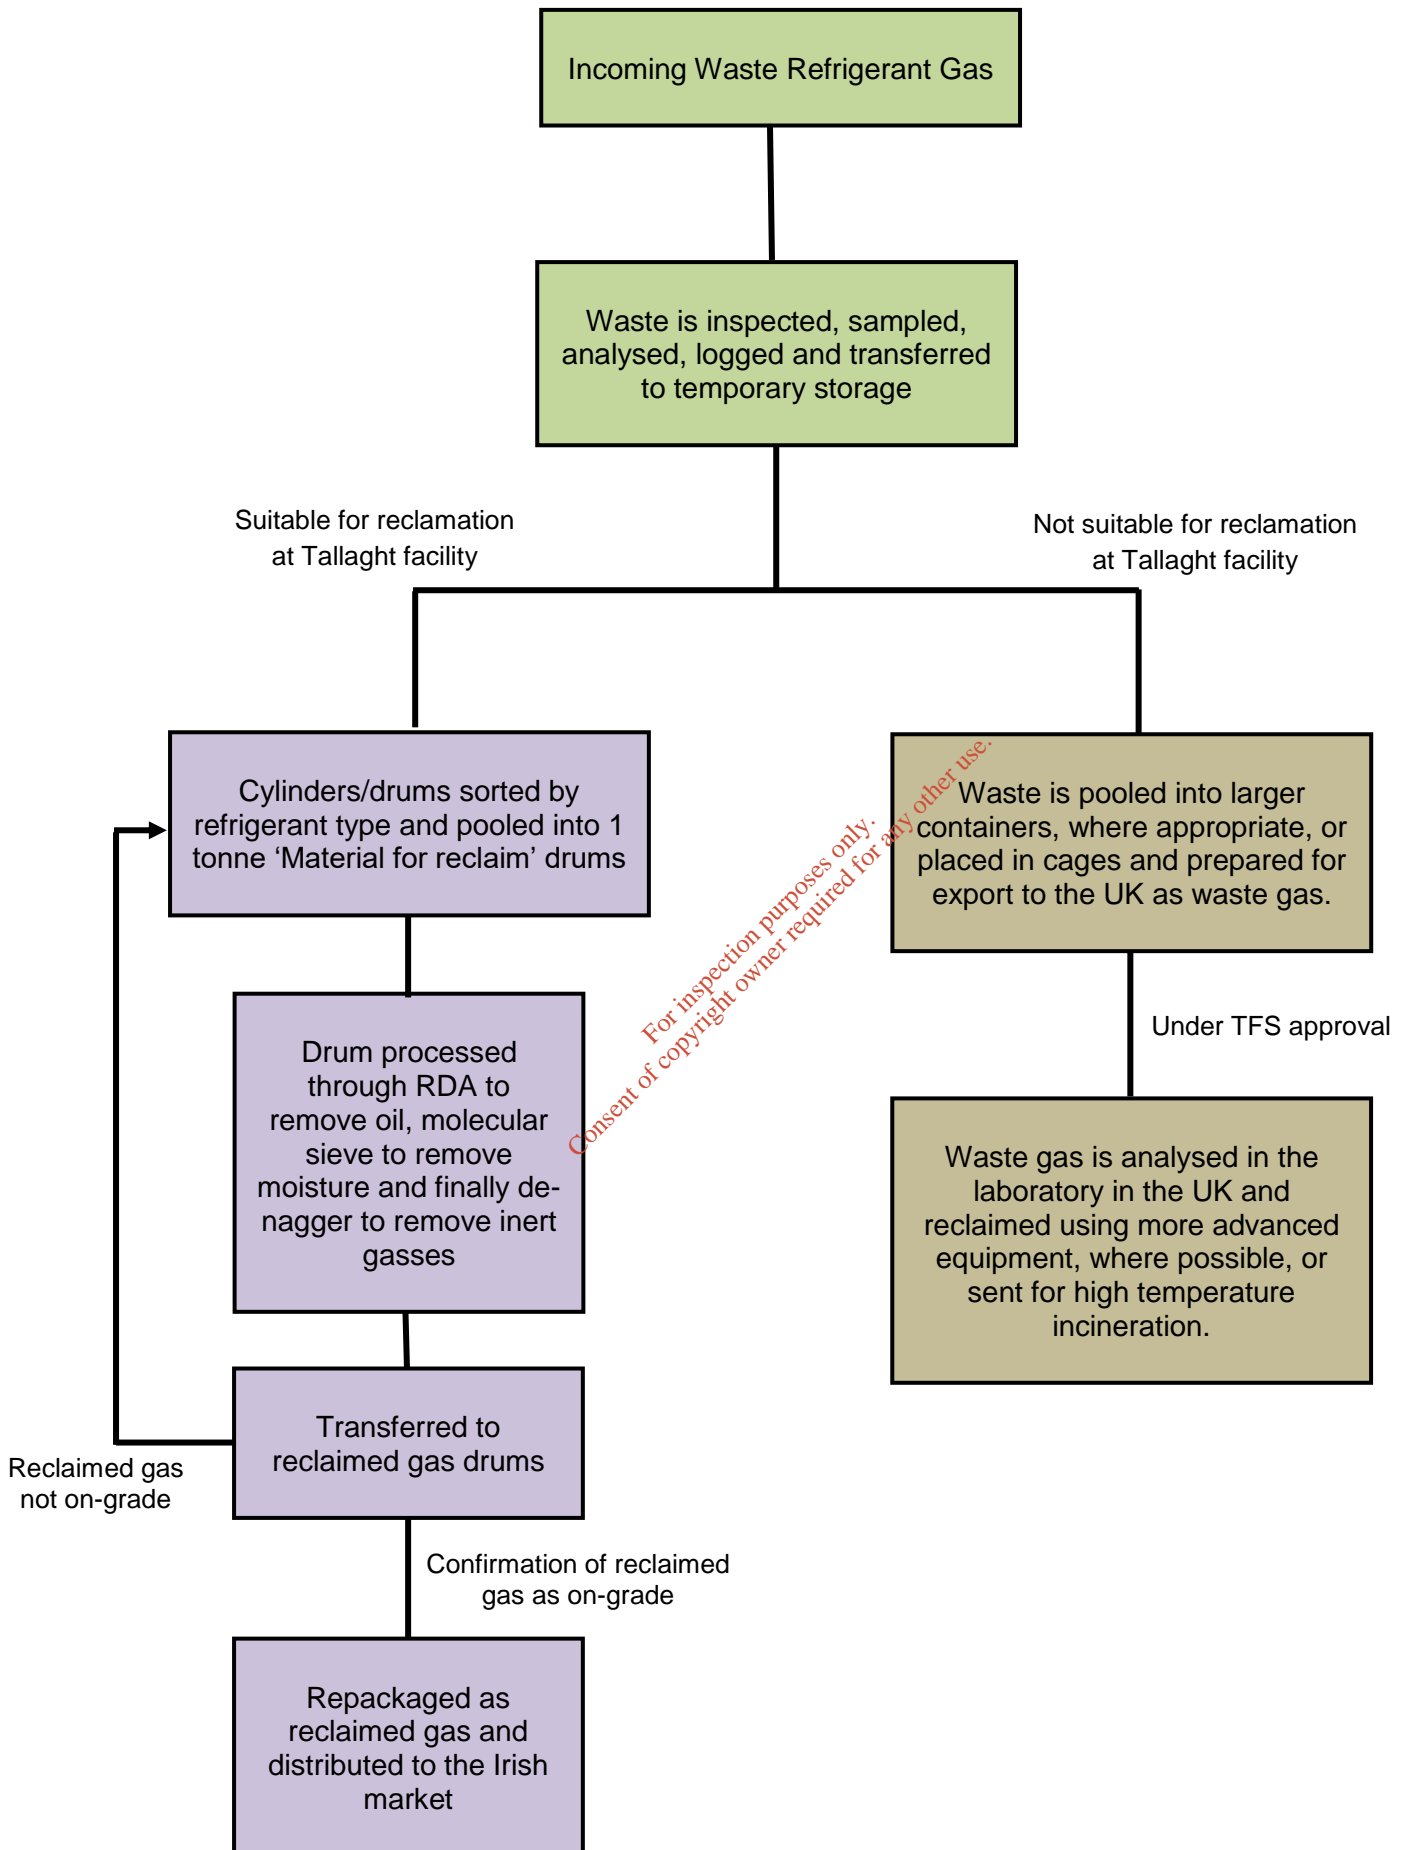 Incoming Waste Refrigerant Gas
Waste is inspected, sampled,
analysed, logged and transferred
to temporary storage
Suitable for reclamation
at Tallaght facility
Not suitable for reclamation
at Tallaght facility
Cylinders/drums sorted by
refrigerant type and pooled into 1
tonne ‘Material for reclaim’ drums
Waste is pooled into larger
containers, where appropriate, or
placed in cages and prepared for
export to the UK as waste gas.
For inspection purposes only.
Consent of copyright owner required for any other use.
Under TFS approval
Drum processed
through RDA to
remove oil, molecular
sieve to remove
moisture and finally de-
nagger to remove inert
gasses
Waste gas is analysed in the
laboratory in the UK and
reclaimed using more advanced
equipment, where possible, or
sent for high temperature
incineration.
Transferred to
reclaimed gas drums
Reclaimed gas
not on-grade
Confirmation of reclaimed
gas as on-grade
Repackaged as
reclaimed gas and
distributed to the Irish
market